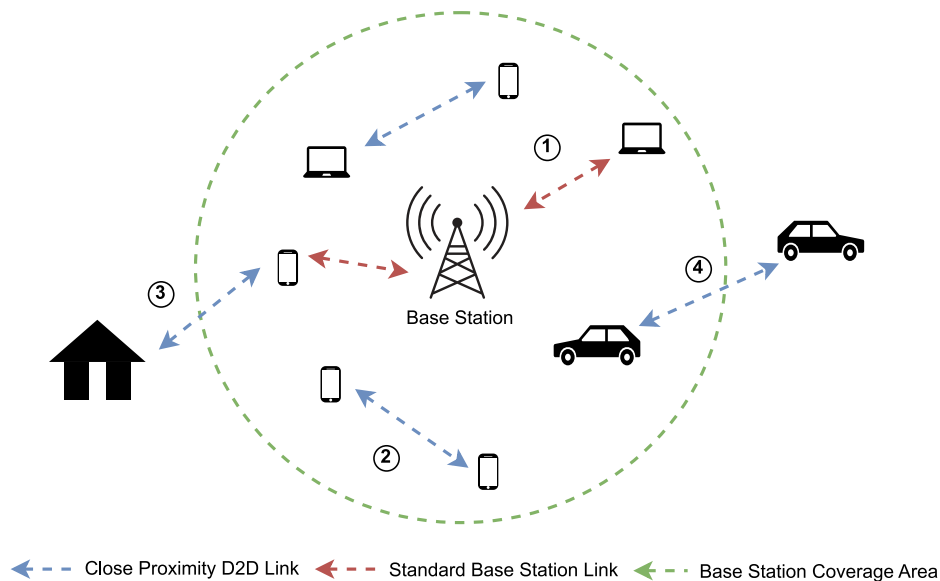 1
4
3
Base Station
2
Close Proximity D2D Link
Standard Base Station Link
Base Station Coverage Area